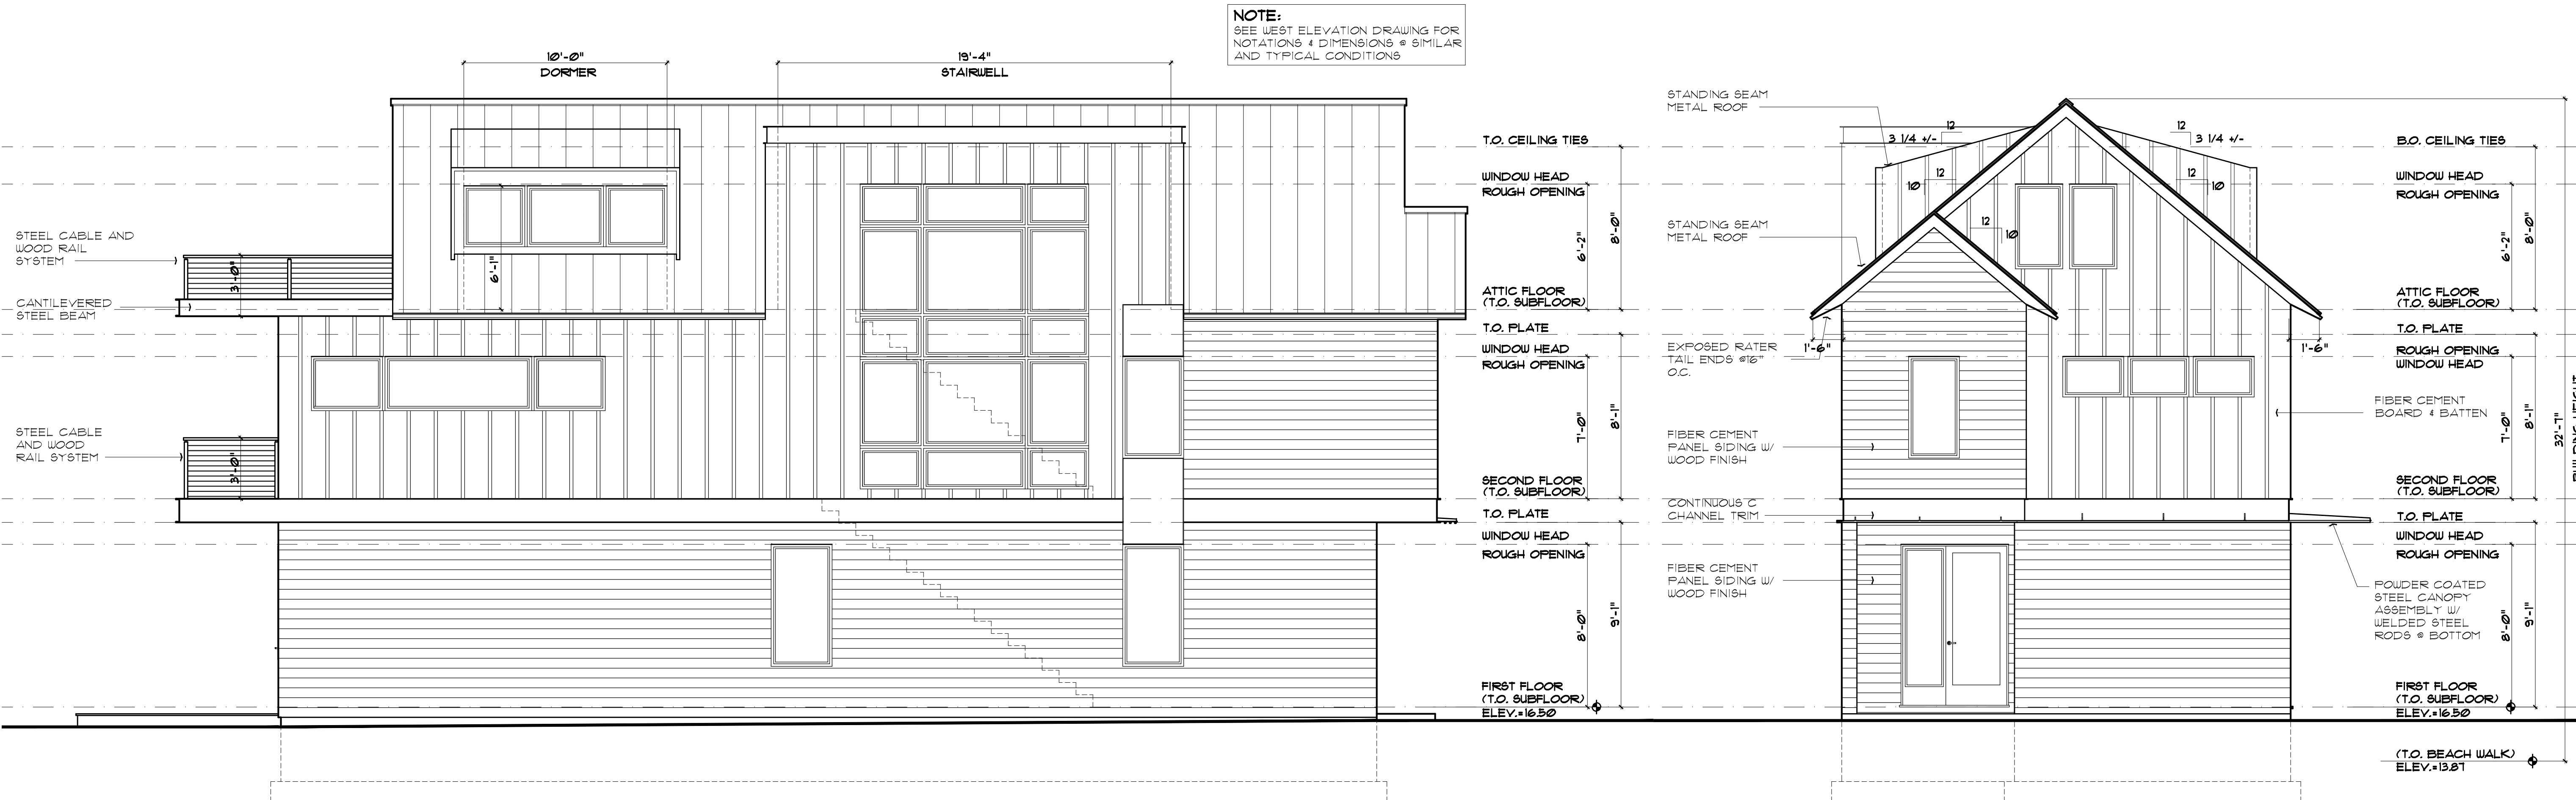 NOTE:
SEE WEST ELEVATION DRAWING FOR
NOTATIONS & DIMENSIONS @ SIMILAR
AND TYPICAL CONDITIONS
10'-0"
DORMER
19'-4"
STAIRWELL
STEEL CABLE AND
WOOD RAIL
SYSTEM
3'-0"
CANTILEVERED
STEEL BEAM
6'-1"
STEEL CABLE
AND WOOD
RAIL SYSTEM
3'-0"
T.O. CEILING TIES
WINDOW HEAD
ROUGH OPENING
6'-2"
8'-0"
ATTIC FLOOR
(T.O. SUBFLOOR)
T.O. PLATE
WINDOW HEAD
ROUGH OPENING
7'-0"
8'-1"
SECOND FLOOR
(T.O. SUBFLOOR)
T.O. PLATE
WINDOW HEAD
ROUGH OPENING
8'-0"
9'-1"
FIRST FLOOR
(T.O. SUBFLOOR)
ELEV.=16.50
STANDING SEAM
METAL ROOF
STANDING SEAM
METAL ROOF
EXPOSED RATER
TAIL ENDS @16"
O.C.
FIBER CEMENT
PANEL SIDING W/
WOOD FINISH
CONTINUOUS C
CHANNEL TRIM
FIBER CEMENT
PANEL SIDING W/
WOOD FINISH
12
3 1/4 +/-
12
3 1/4 +/-
12
10
12
10
12
10
1'-6"
1'-6"
FIBER CEMENT
BOARD & BATTEN
POWDER COATED
STEEL CANOPY
ASSEMBLY W/
WELDED STEEL
RODS @ BOTTOM
B.O. CEILING TIES
WINDOW HEAD
ROUGH OPENING
6'-2"
8'-0"
ATTIC FLOOR
(T.O. SUBFLOOR)
T.O. PLATE
ROUGH OPENING
WINDOW HEAD
7'-0"
8'-1"
SECOND FLOOR
(T.O. SUBFLOOR)
T.O. PLATE
WINDOW HEAD
ROUGH OPENING
8'-0"
9'-1"
FIRST FLOOR
(T.O. SUBFLOOR)
ELEV.=16.50
(T.O. BEACH WALK)
ELEV.=13.87
32'-7"